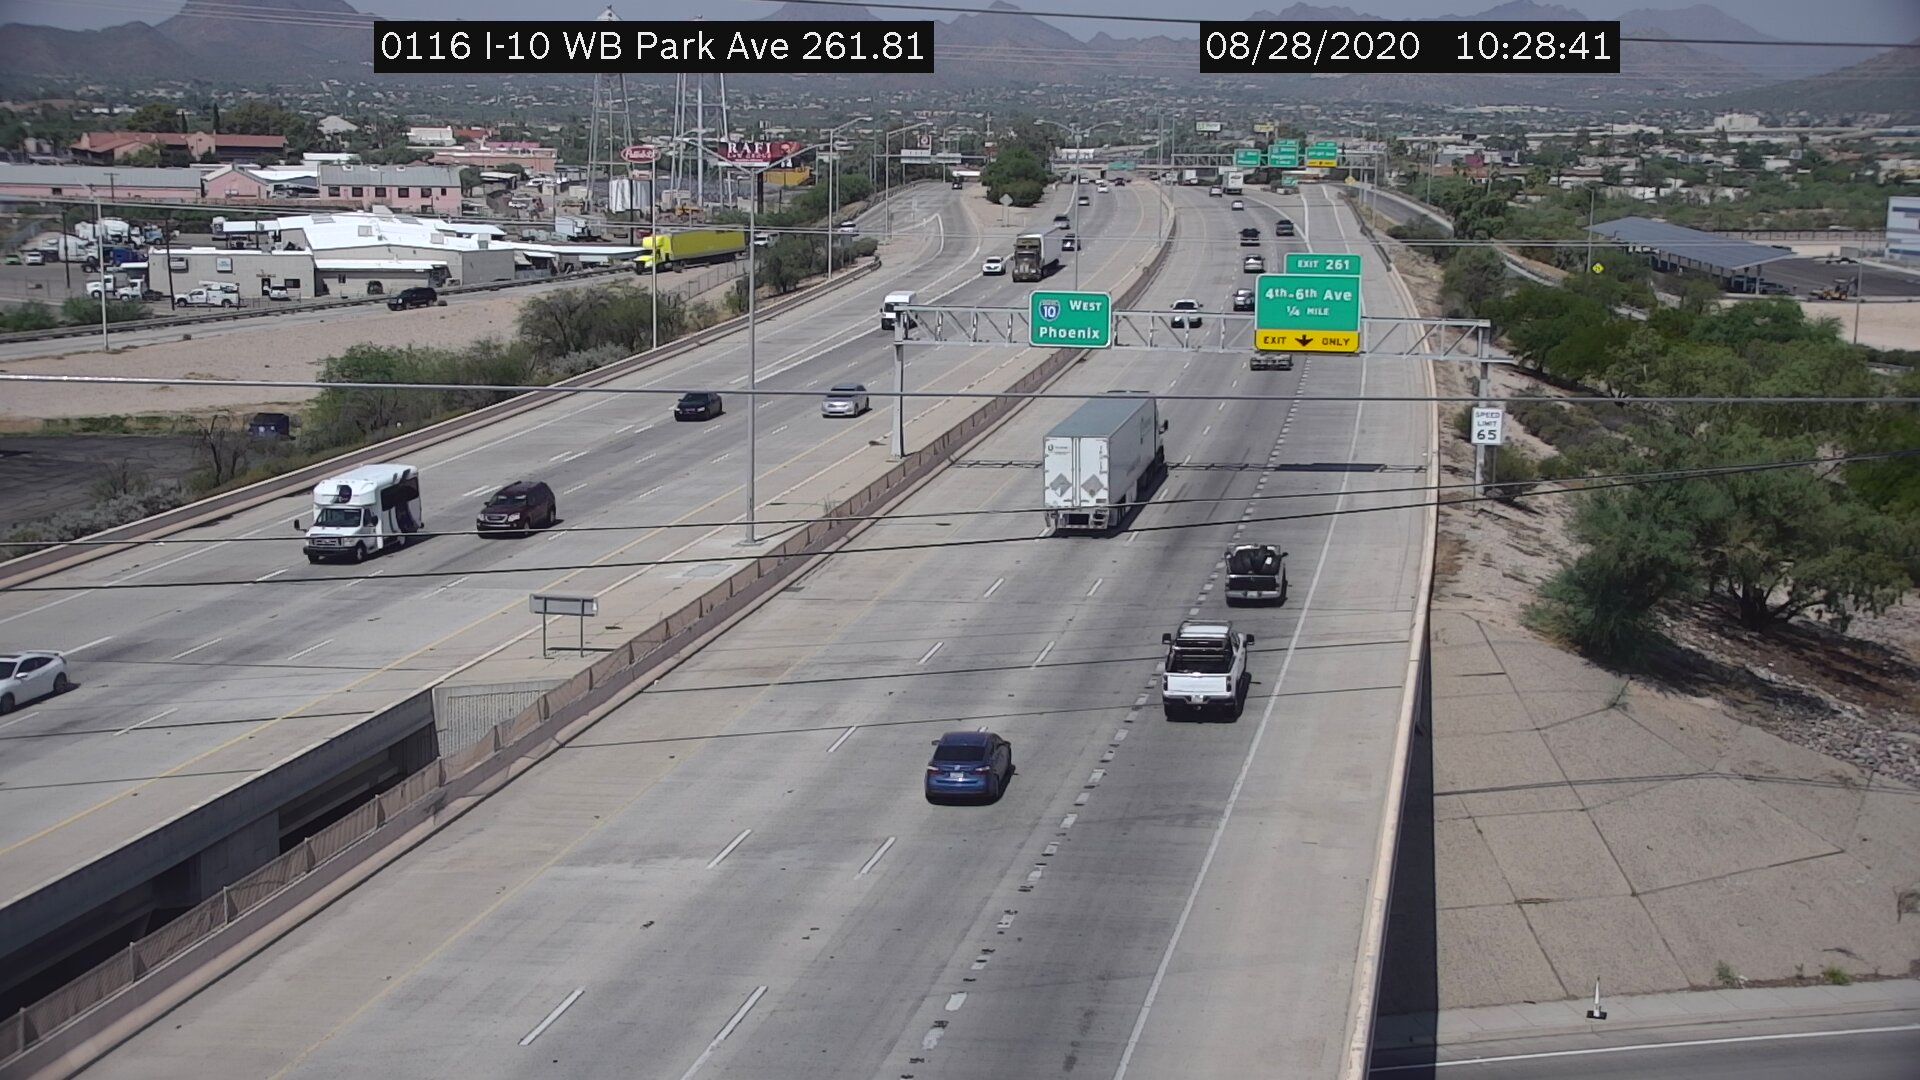 0116 I-10 WB Park Ave 261.81
08/28/2020 10:28:41
RAFI
EXIT 261
10 WEST
Phoenix
4th-6th Ave
1/4 MILE
EXIT ONLY
SPEED
LIMIT
65